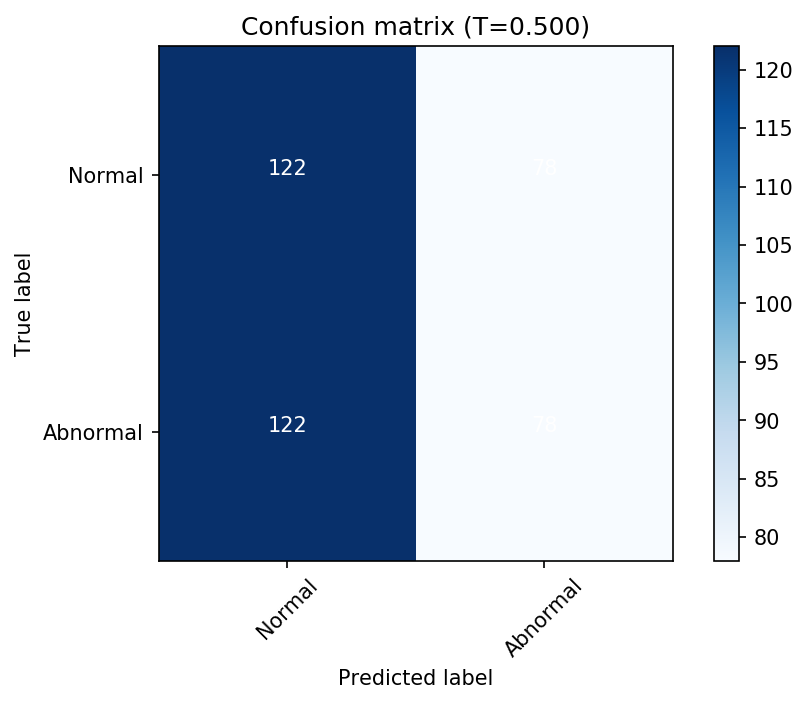 Confusion matrix (T=0.500)
True label
Normal
122
78
Abnormal
122
78
Normal
Abnormal
Predicted label
120
115
110
105
100
95
90
85
80